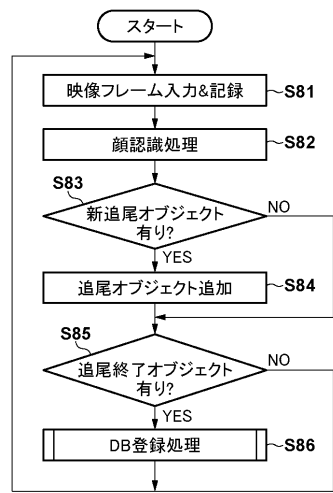 スタート
映像フレーム入力&記録 S81
顔認識処理 S82
S83
新追尾オブジェクト NO
有り?
YES
追尾オブジェクト追加 S84
S85
追尾終了オブジェクト NO
有り?
YES
DB登録処理 S86